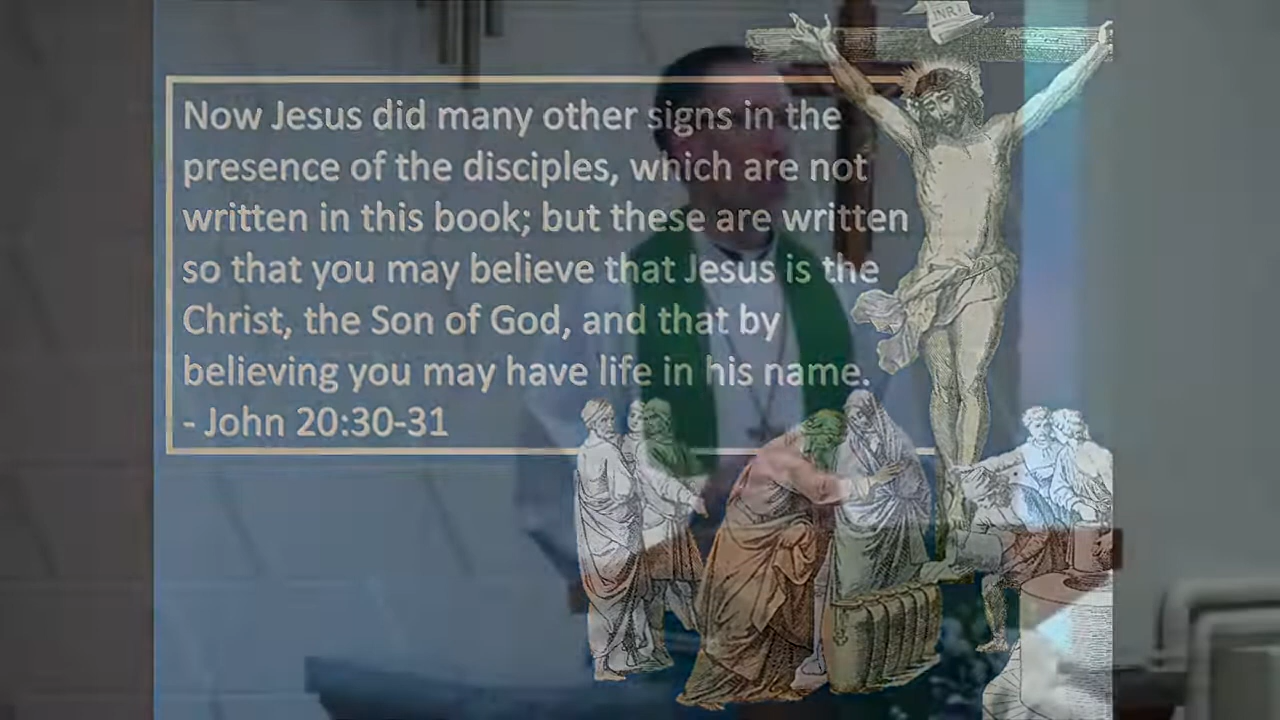 INRI
Now Jesus did many other signs in the
presence of the disciples, which are not
written in this book; but these are written
so that you may believe that Jesus is the
Christ, the Son of God, and that by
believing you may have life in his name.
- John 20:30-31